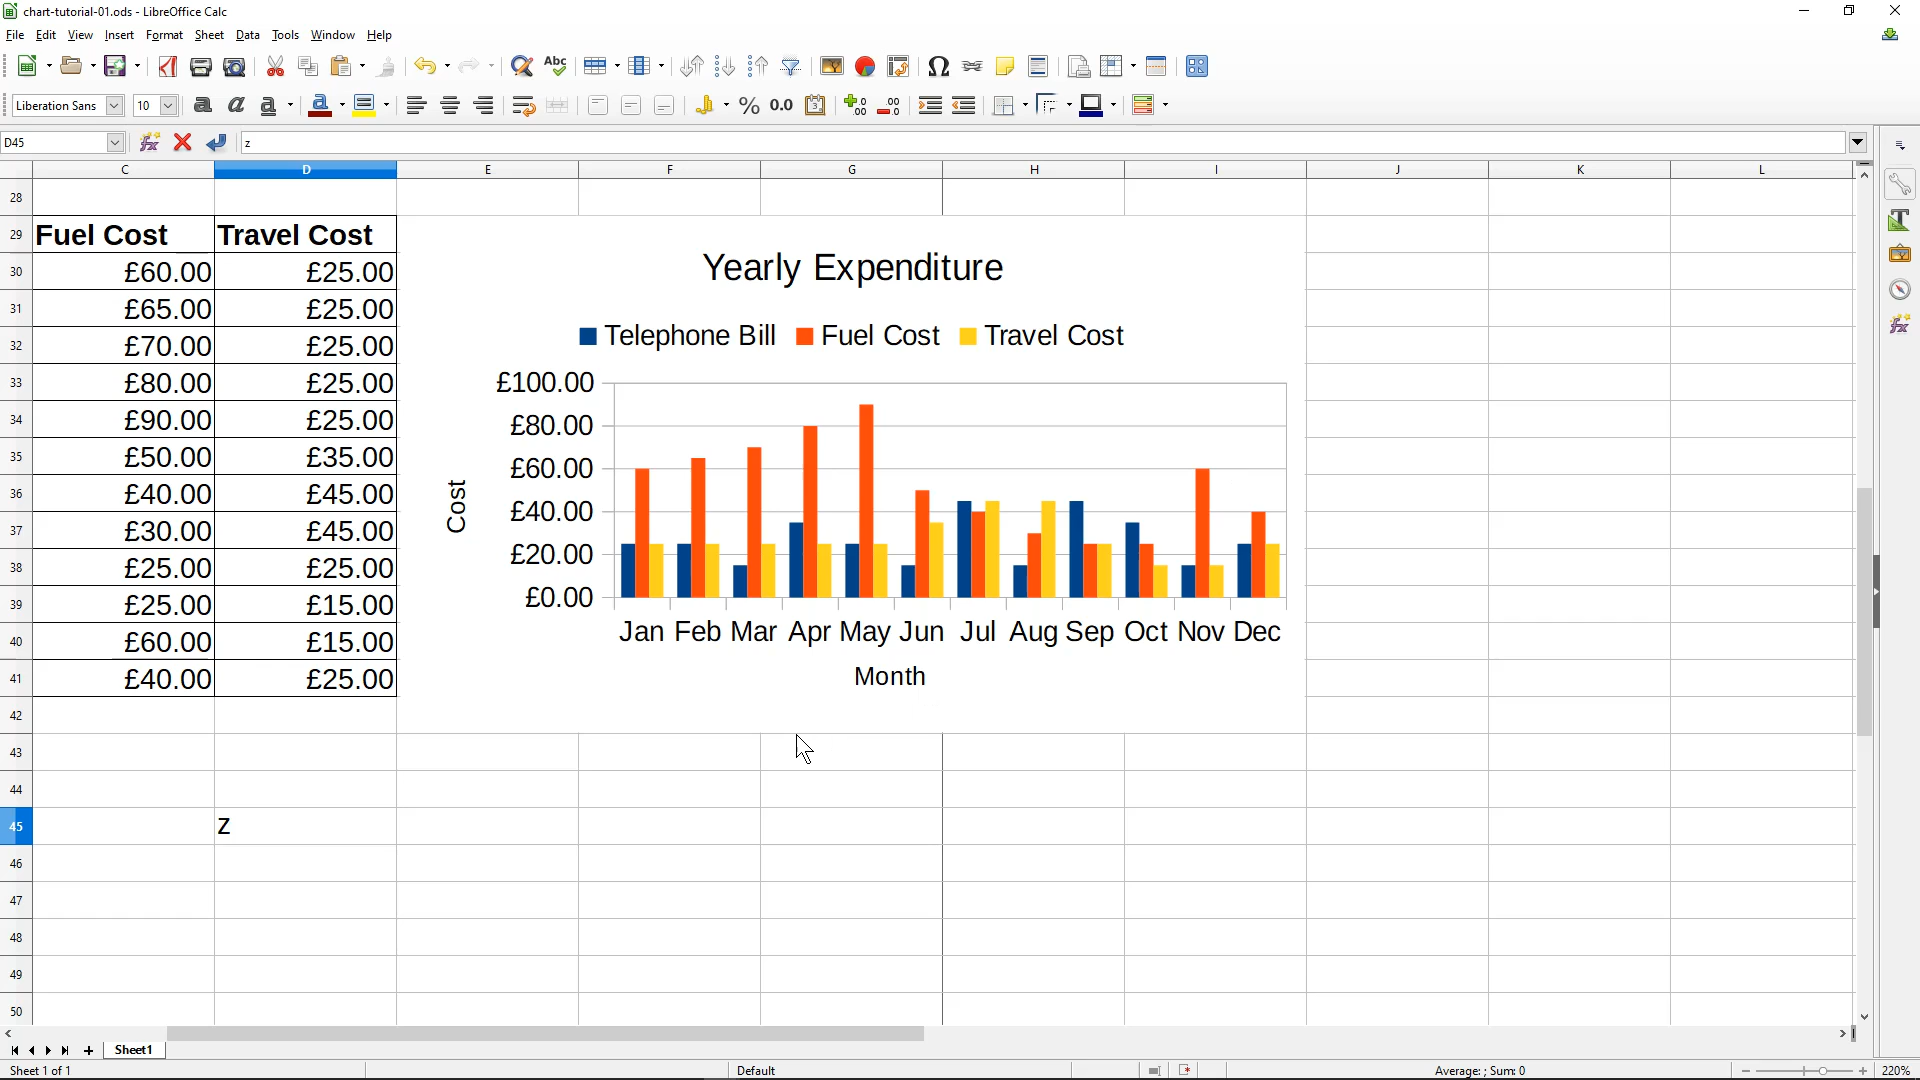 chart-tutorial-01.ods - LibreOffice Calc
File Edit View Insert Format Sheet Data Tools Window Help
Abc
Liberation Sans 10 a a a a % 0.0
D45 z
C D E F G H I J K L
28
29 Fuel Cost Travel Cost
30 £60.00 £25.00
31 £65.00 £25.00
32 £70.00 £25.00
33 £80.00 £25.00
34 £90.00 £25.00
35 £50.00 £35.00
36 £40.00 £45.00
37 £30.00 £45.00
38 £25.00 £25.00
39 £25.00 £15.00
40 £60.00 £15.00
41 £40.00 £25.00
42
43
44
45 z
46
47
48
49
50
Yearly Expenditure
Telephone Bill Fuel Cost Travel Cost
£100.00
£80.00
£60.00
£40.00
£20.00
£0.00
Cost
Jan Feb Mar Apr May Jun Jul Aug Sep Oct Nov Dec
Month
Sheet1
Sheet 1 of 1 Default Average: ; Sum: 0 220%